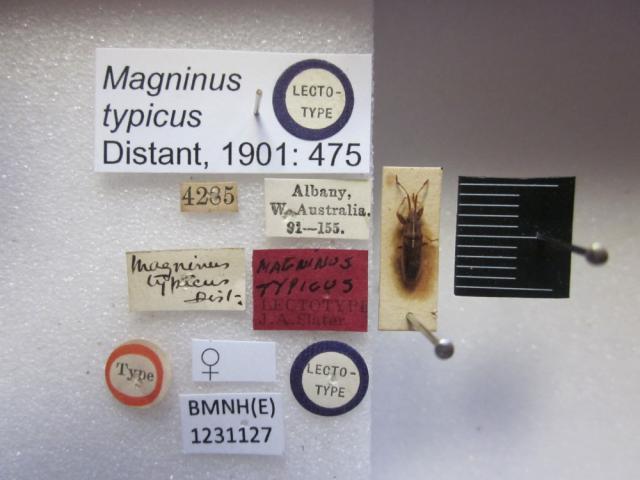 Magninus
typicus
Distant, 1901: 475
LECTO-
TYPE
4235
Albany,
W. Australia.
91—155.
Magninus
typicus
Dist:
MAGNINUS
TYPICUS
LECTOTYPE
J. A. Slater
Type
♀
LECTO-
TYPE
BMNH(E)
1231127